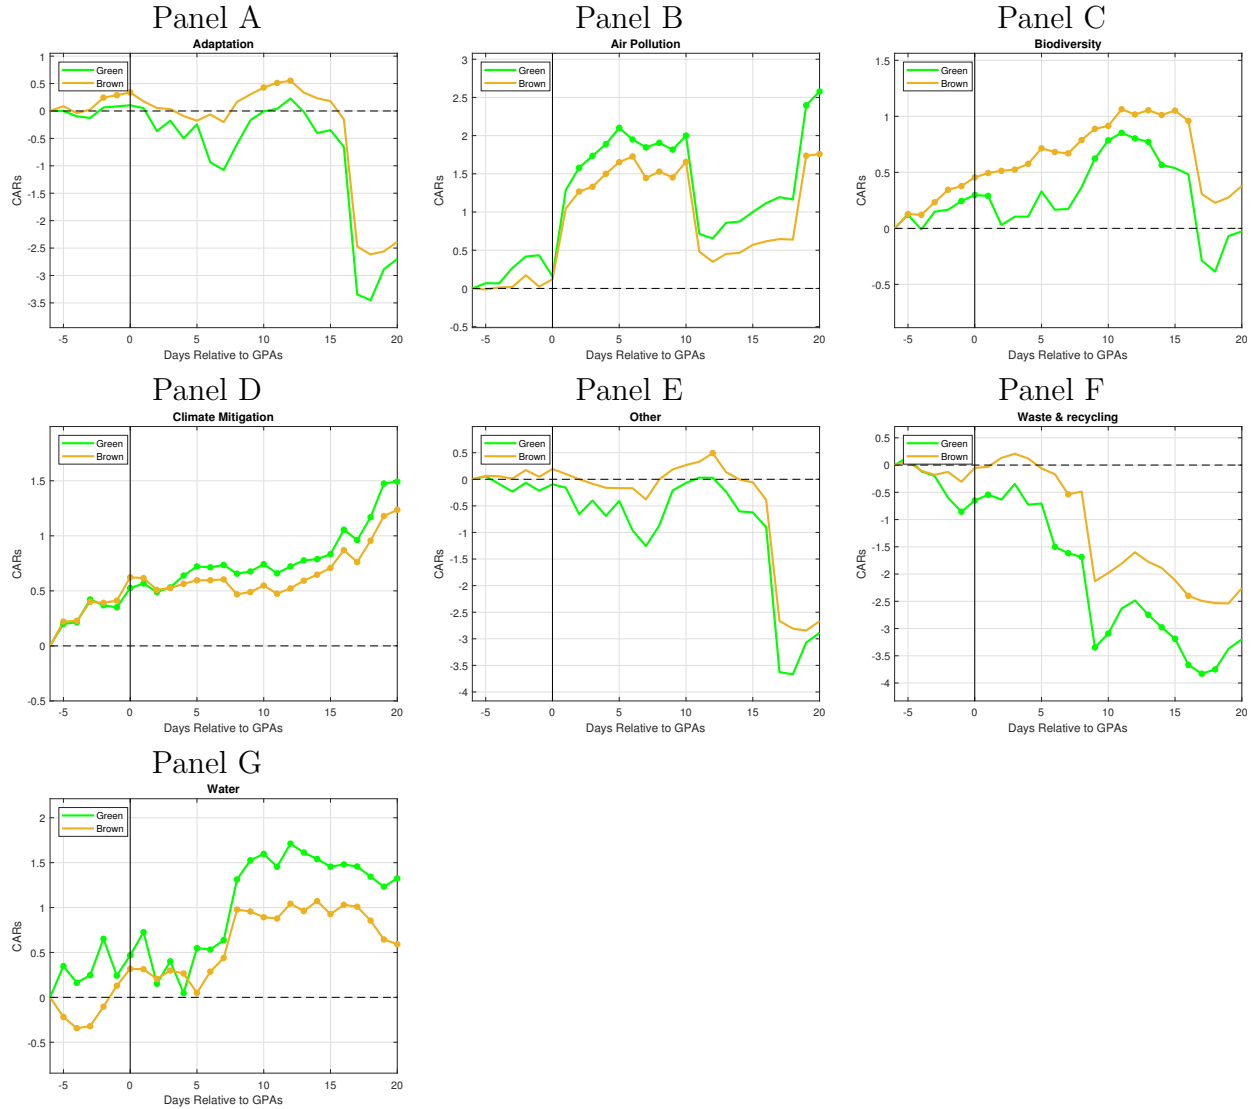 Panel A
Adaptation
Green
Brown
CARs
1
0.5
0
-0.5
-1
-1.5
-2
-2.5
-3
-3.5
-5
0
5
10
15
20
Days Relative to GPAs
Panel B
Air Pollution
Green
Brown
CARs
3
2.5
2
1.5
1
0.5
0
-0.5
-5
0
5
10
15
20
Days Relative to GPAs
Panel C
Biodiversity
Green
Brown
CARs
1.5
1
0.5
0
-0.5
-5
0
5
10
15
20
Days Relative to GPAs
Panel D
Climate Mitigation
Green
Brown
CARs
1.5
1
0.5
0
-0.5
-5
0
5
10
15
20
Days Relative to GPAs
Panel E
Other
Green
Brown
CARs
0.5
0
-0.5
-1
-1.5
-2
-2.5
-3
-3.5
-4
-5
0
5
10
15
20
Days Relative to GPAs
Panel F
Waste & recycling
Green
Brown
CARs
0.5
0
-0.5
-1
-1.5
-2
-2.5
-3
-3.5
-4
-5
0
5
10
15
20
Days Relative to GPAs
Panel G
Water
Green
Brown
CARs
2
1.5
1
0.5
0
-0.5
-5
0
5
10
15
20
Days Relative to GPAs